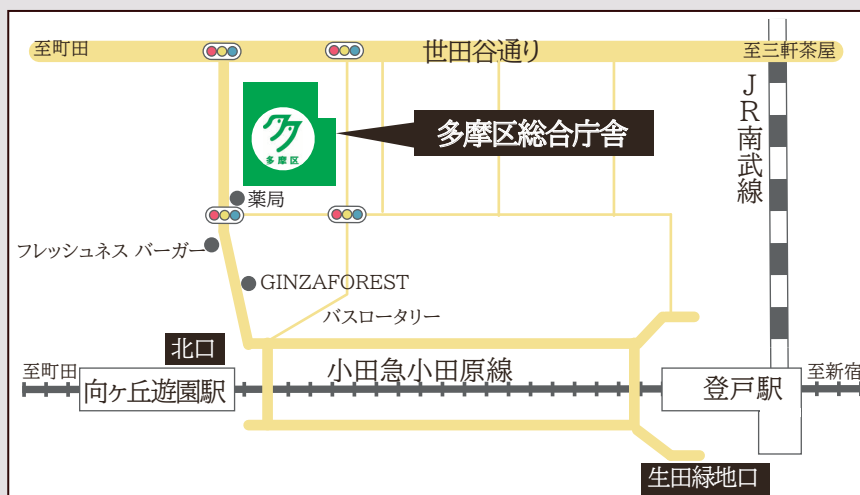 至町田
世田谷通り
至三軒茶屋
JR南武線
多摩区
多摩区総合庁舎
薬局
フレッシュネス バーガー
GINZAFOREST
バスロータリー
北口
至町田
小田急小田原線
至新宿
向ヶ丘遊園駅
登戸駅
生田緑地口